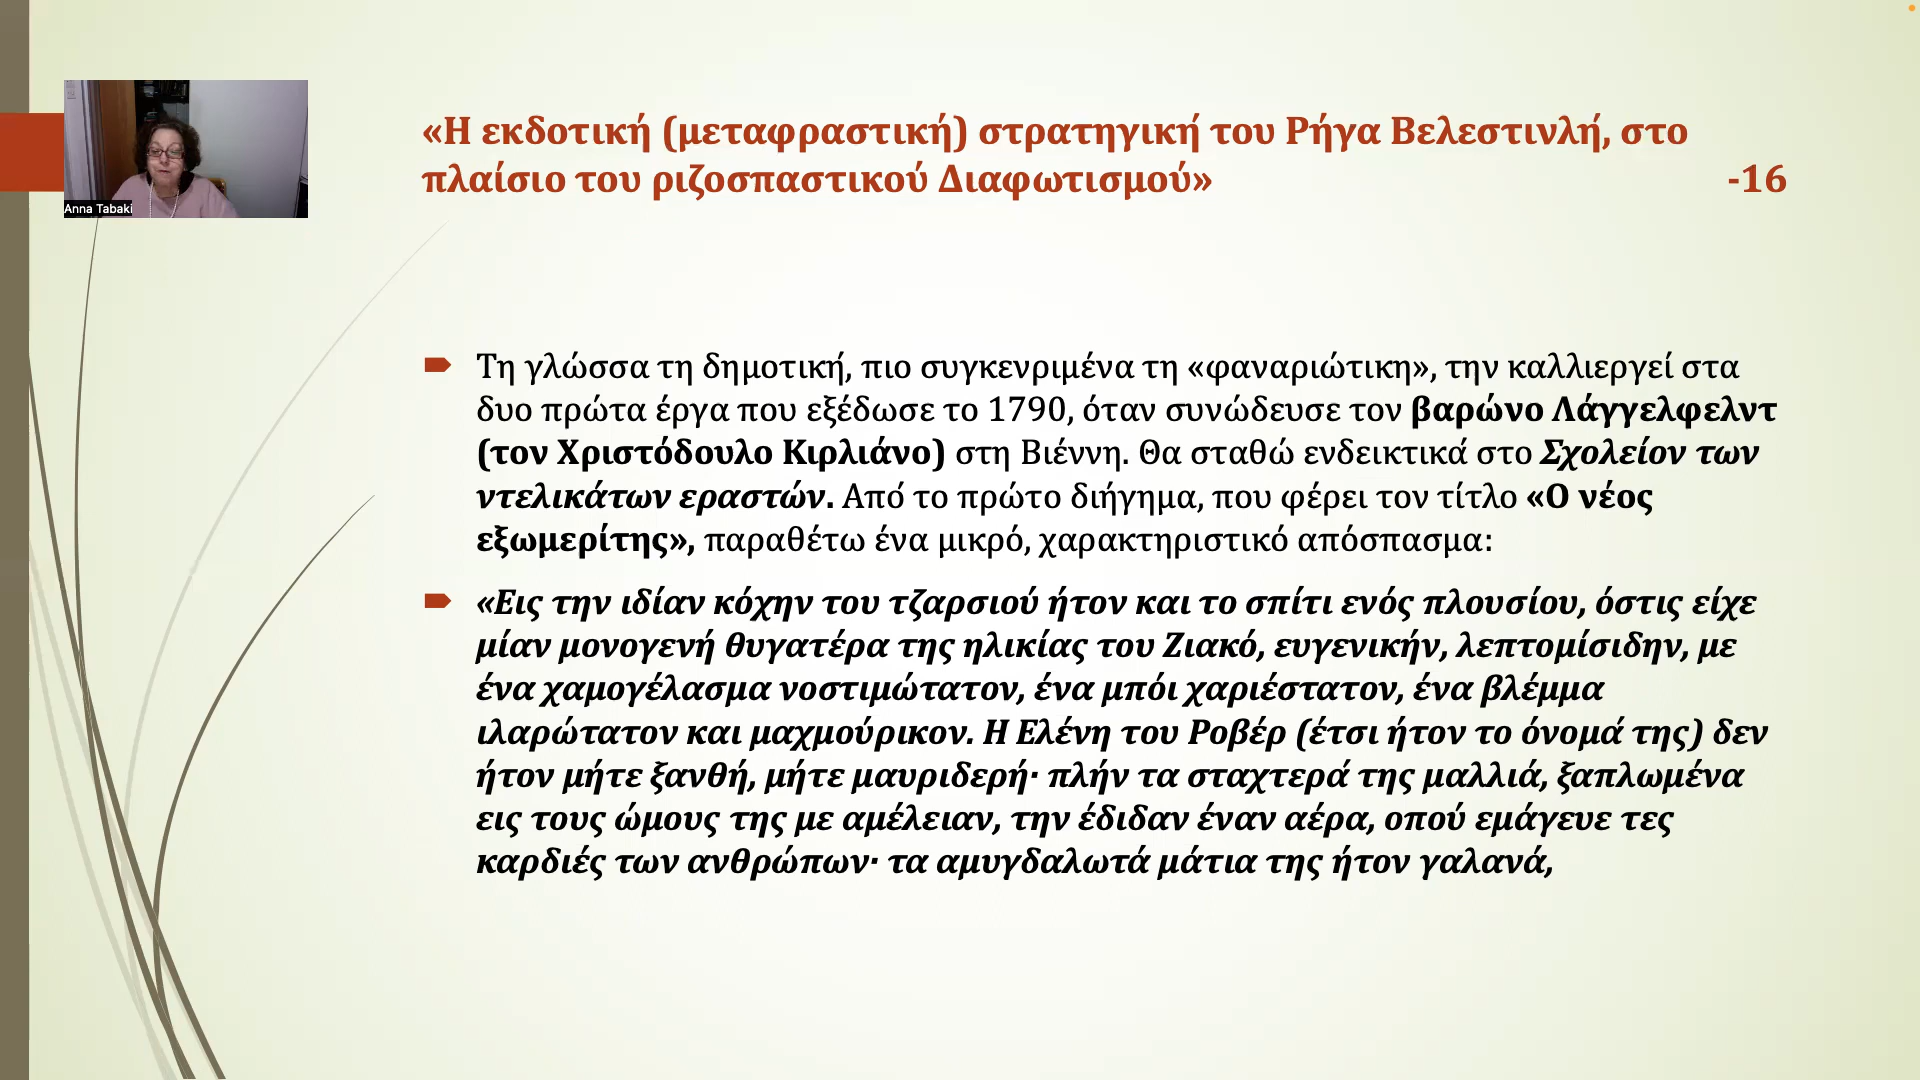 Anna Tabaki
«Η εκδοτική (μεταφραστική) στρατηγική του Ρήγα Βελεστινλή, στο
πλαίσιο του ριζοσπαστικού Διαφωτισμού» -16
Τη γλώσσα τη δημοτική, πιο συγκενριμένα τη «φαναριώτικη», την καλλιεργεί στα
δυο πρώτα έργα που εξέδωσε το 1790, όταν συνώδευσε τον βαρώνο Λάγγελφελντ
(τον Χριστόδουλο Κιρλιάνο) στη Βιέννη. Θα σταθώ ενδεικτικά στο Σχολείον των
ντελικάτων εραστών. Από το πρώτο διήγημα, που φέρει τον τίτλο «Ο νέος
εξωμερίτης», παραθέτω ένα μικρό, χαρακτηριστικό απόσπασμα:
«Εις την ιδίαν κόχην του τζαρσιού ήτον και το σπίτι ενός πλουσίου, όστις είχε
μίαν μονογενή θυγατέρα της ηλικίας του Ζιακό, ευγενικήν, λεπτομίσιδην, με
ένα χαμογέλασμα νοστιμώτατον, ένα μπόι χαριέστατον, ένα βλέμμα
ιλαρώτατον και μαχμούρικον. Η Ελένη του Ροβέρ (έτσι ήτον το όνομά της) δεν
ήτον μήτε ξανθή, μήτε μαυριδερή· πλήν τα σταχτερά της μαλλιά, ξαπλωμένα
εις τους ώμους της με αμέλειαν, την έδιδαν έναν αέρα, οπού εμάγευε τες
καρδιές των ανθρώπων· τα αμυγδαλωτά μάτια της ήτον γαλανά,